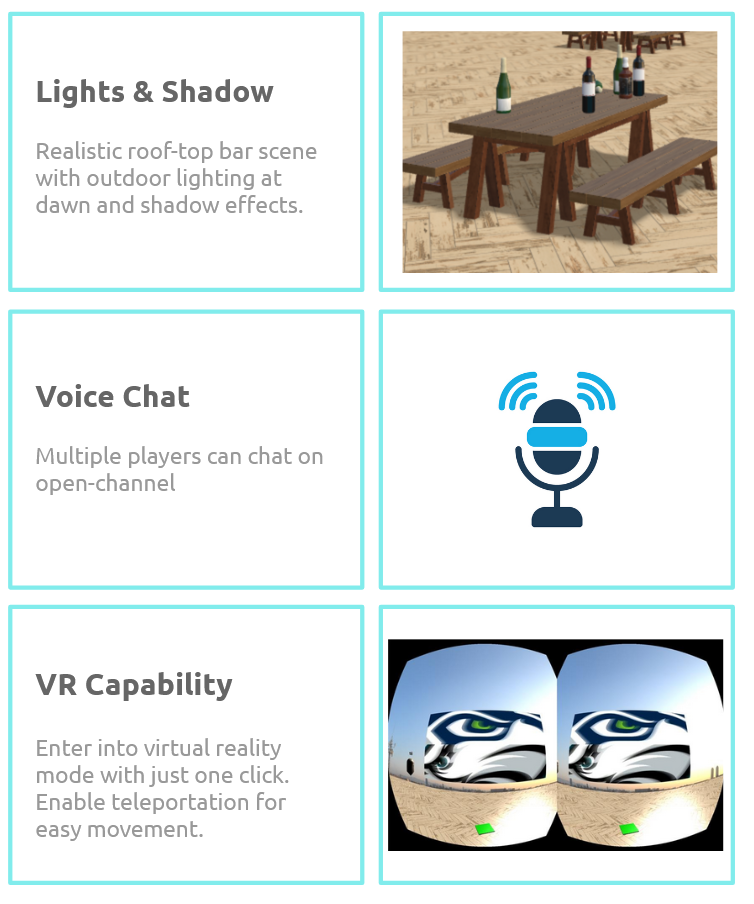 Lights & Shadow
Realistic roof-top bar scene
with outdoor lighting at
dawn and shadow effects.
Voice Chat
Multiple players can chat on
open-channel
VR Capability
Enter into virtual reality
mode with just one click.
Enable teleportation for
easy movement.